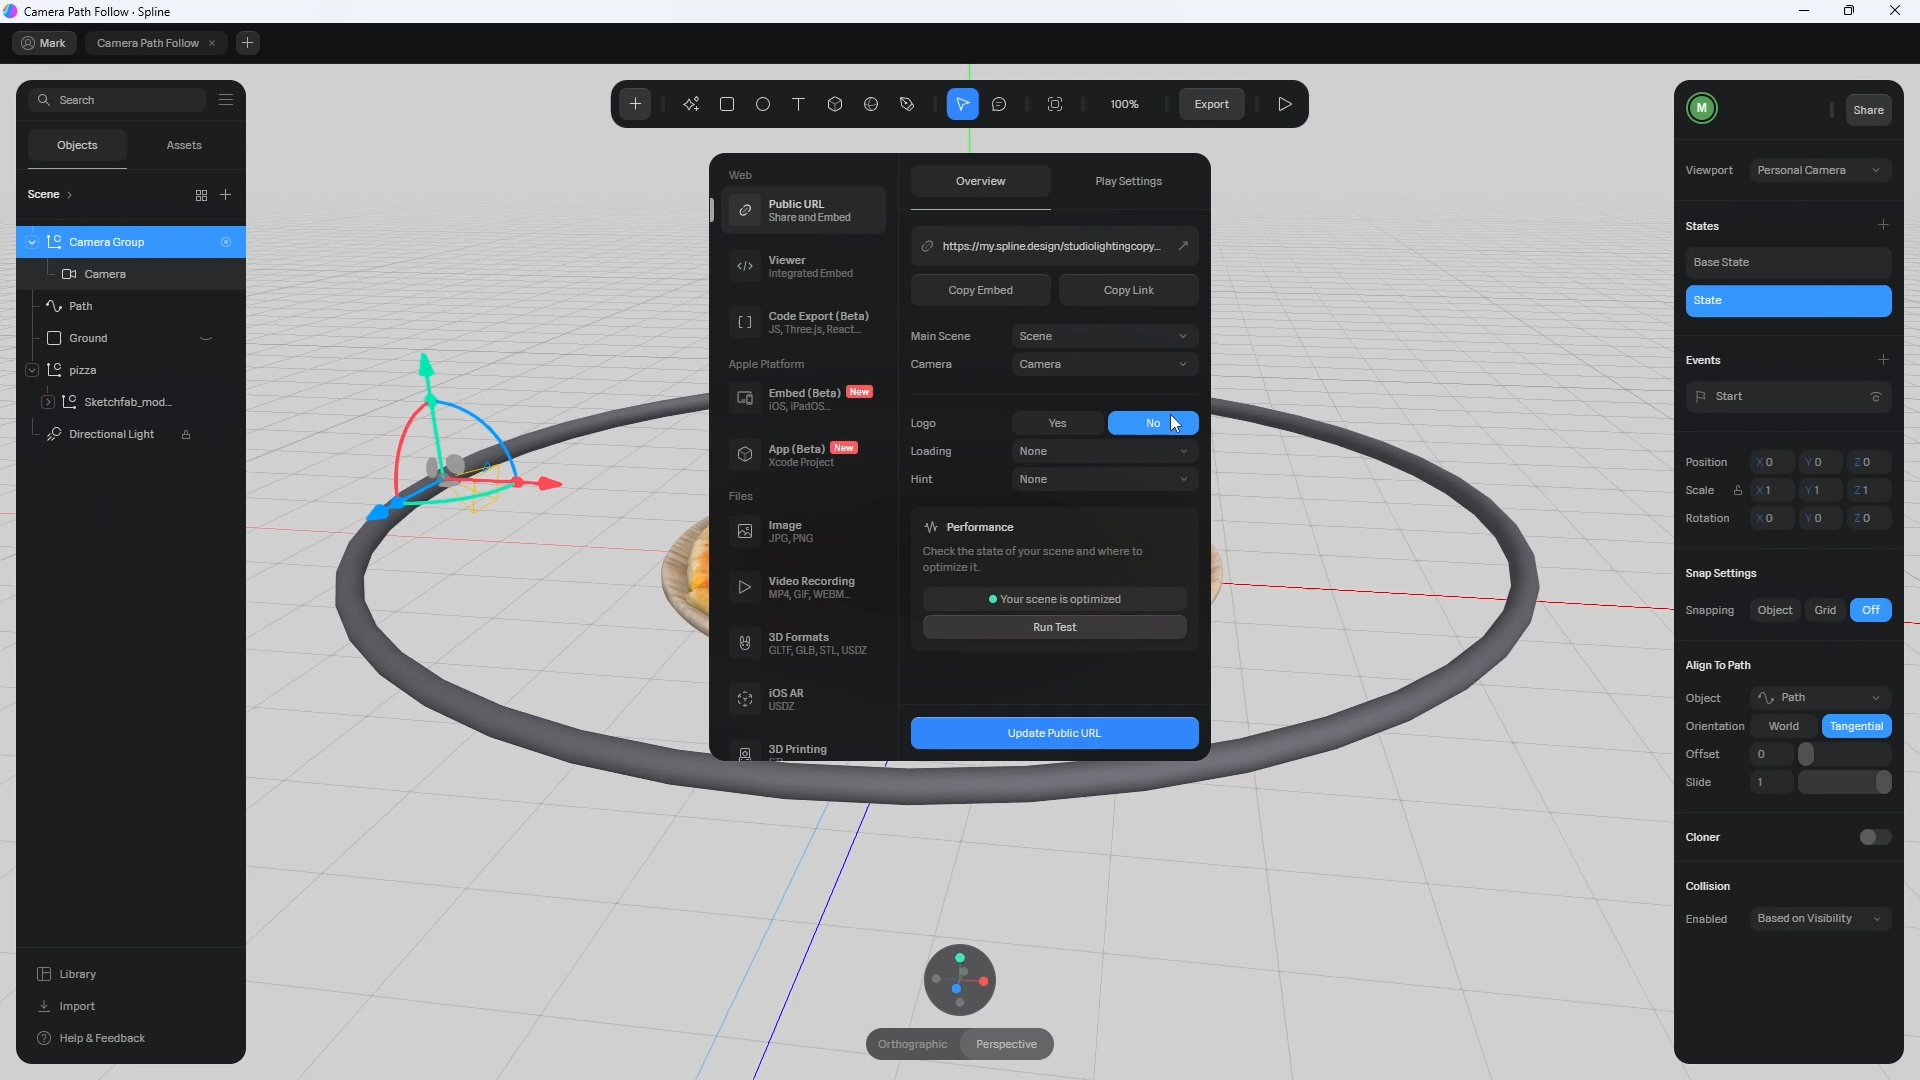 Camera Path Follow · Spline
Mark
Camera Path Follow
100%
Export
Search
Objects
Assets
Scene
Camera Group
Camera
Path
Ground
pizza
Sketchfab_mod...
Directional Light
Library
Import
Help & Feedback
Web
Public URL
Share and Embed
Viewer
Integrated Embed
Code Export (Beta)
JS, Three.js, React...
Apple Platform
Embed (Beta) New
iOS, iPadOS...
App (Beta) New
Xcode Project
Files
Image
JPG, PNG
Video Recording
MP4, GIF, WEBM...
3D Formats
GLTF, GLB, STL, USDZ
iOS AR
USDZ
3D Printing
Overview
Play Settings
https://my.spline.design/studiolightingcopy...
Copy Embed
Copy Link
Main Scene
Scene
Camera
Camera
Logo
Yes
No
Loading
None
Hint
None
Performance
Check the state of your scene and where to
optimize it.
Your scene is optimized
Run Test
Update Public URL
Orthographic
Perspective
M
Share
Viewport
Personal Camera
States
Base State
State
Events
Start
Position X 0 Y 0 Z 0
Scale X 1 Y 1 Z 1
Rotation X 0 Y 0 Z 0
Snap Settings
Snapping Object Grid Off
Align To Path
Object Path
Orientation World Tangential
Offset 0
Slide 1
Cloner
Collision
Enabled Based on Visibility